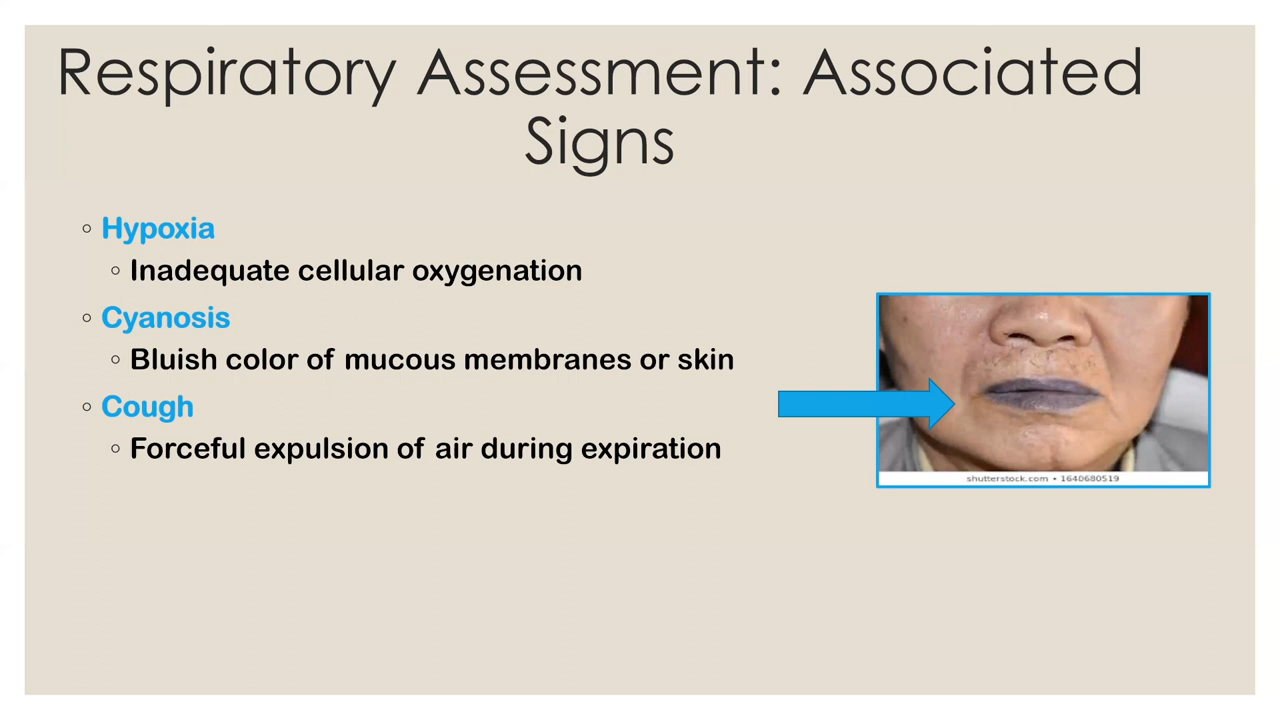 Respiratory Assessment: Associated
Signs
◦ Hypoxia
◦ Inadequate cellular oxygenation
◦ Cyanosis
◦ Bluish color of mucous membranes or skin
◦ Cough
◦ Forceful expulsion of air during expiration
shutterstock.com • 1640680519